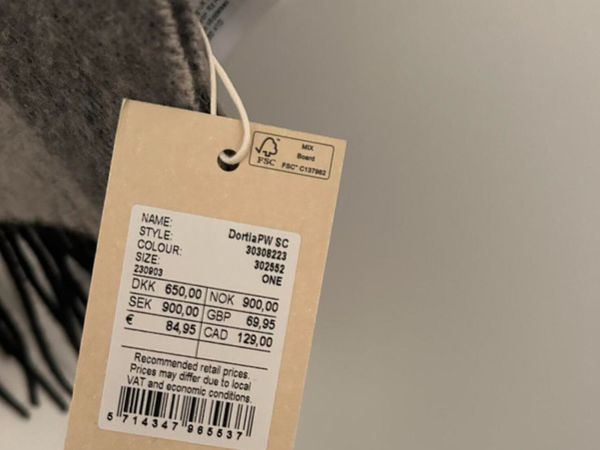 FSC
MIX
Board
FSC® C137982
NAME: DortiaPW SC
STYLE: 30308223
COLOUR: 302552
SIZE: ONE
230903
DKK 650,00 NOK 900,00
SEK 900,00 GBP 69,95
€ 84,95 CAD 129,00
Recommended retail prices.
Prices may differ due to local
VAT and economic conditions.
5 714347 965537